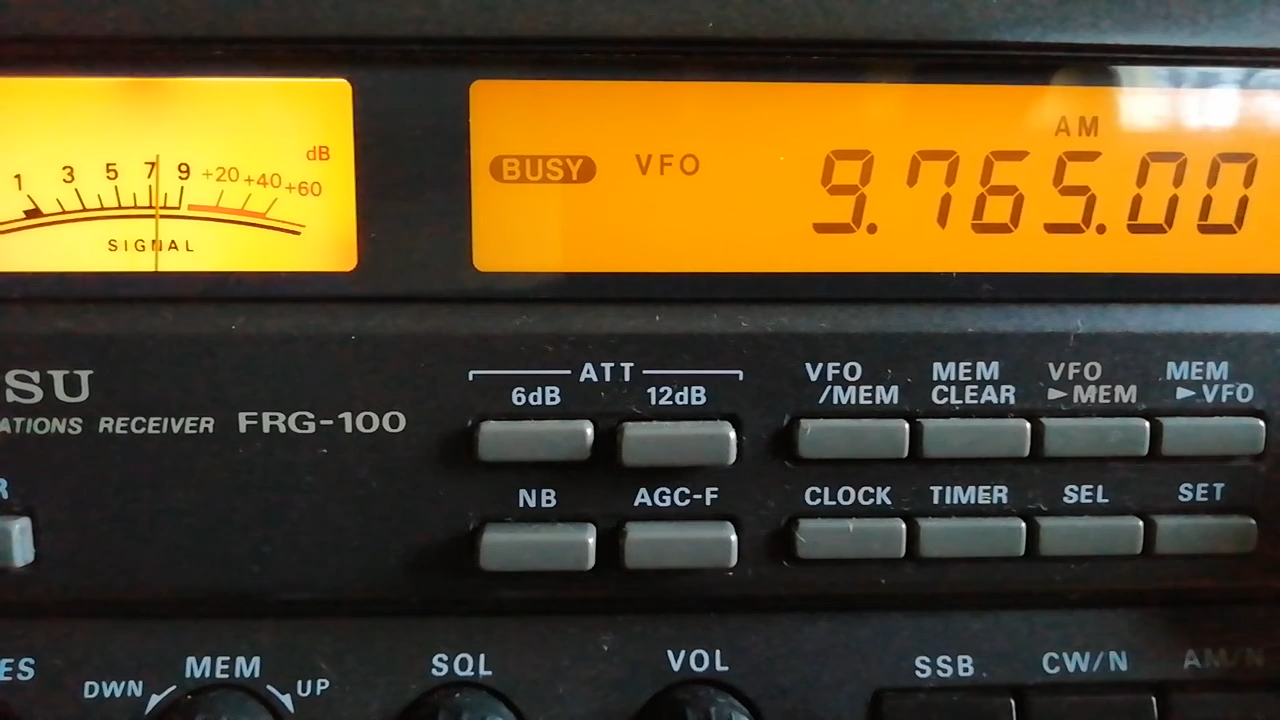 AM
dB
1 3 5 7 9 +20 +40 +60
SIGNAL
BUSY VFO 9.765.00
SU
ATIONS RECEIVER FRG-100
ATT
6dB 12dB
VFO /MEM
MEM CLEAR
VFO ►MEM
MEM ►VFO
R
NB AGC-F CLOCK TIMER SEL SET
ES
DWN MEM UP
SQL VOL SSB CW/N AM/N